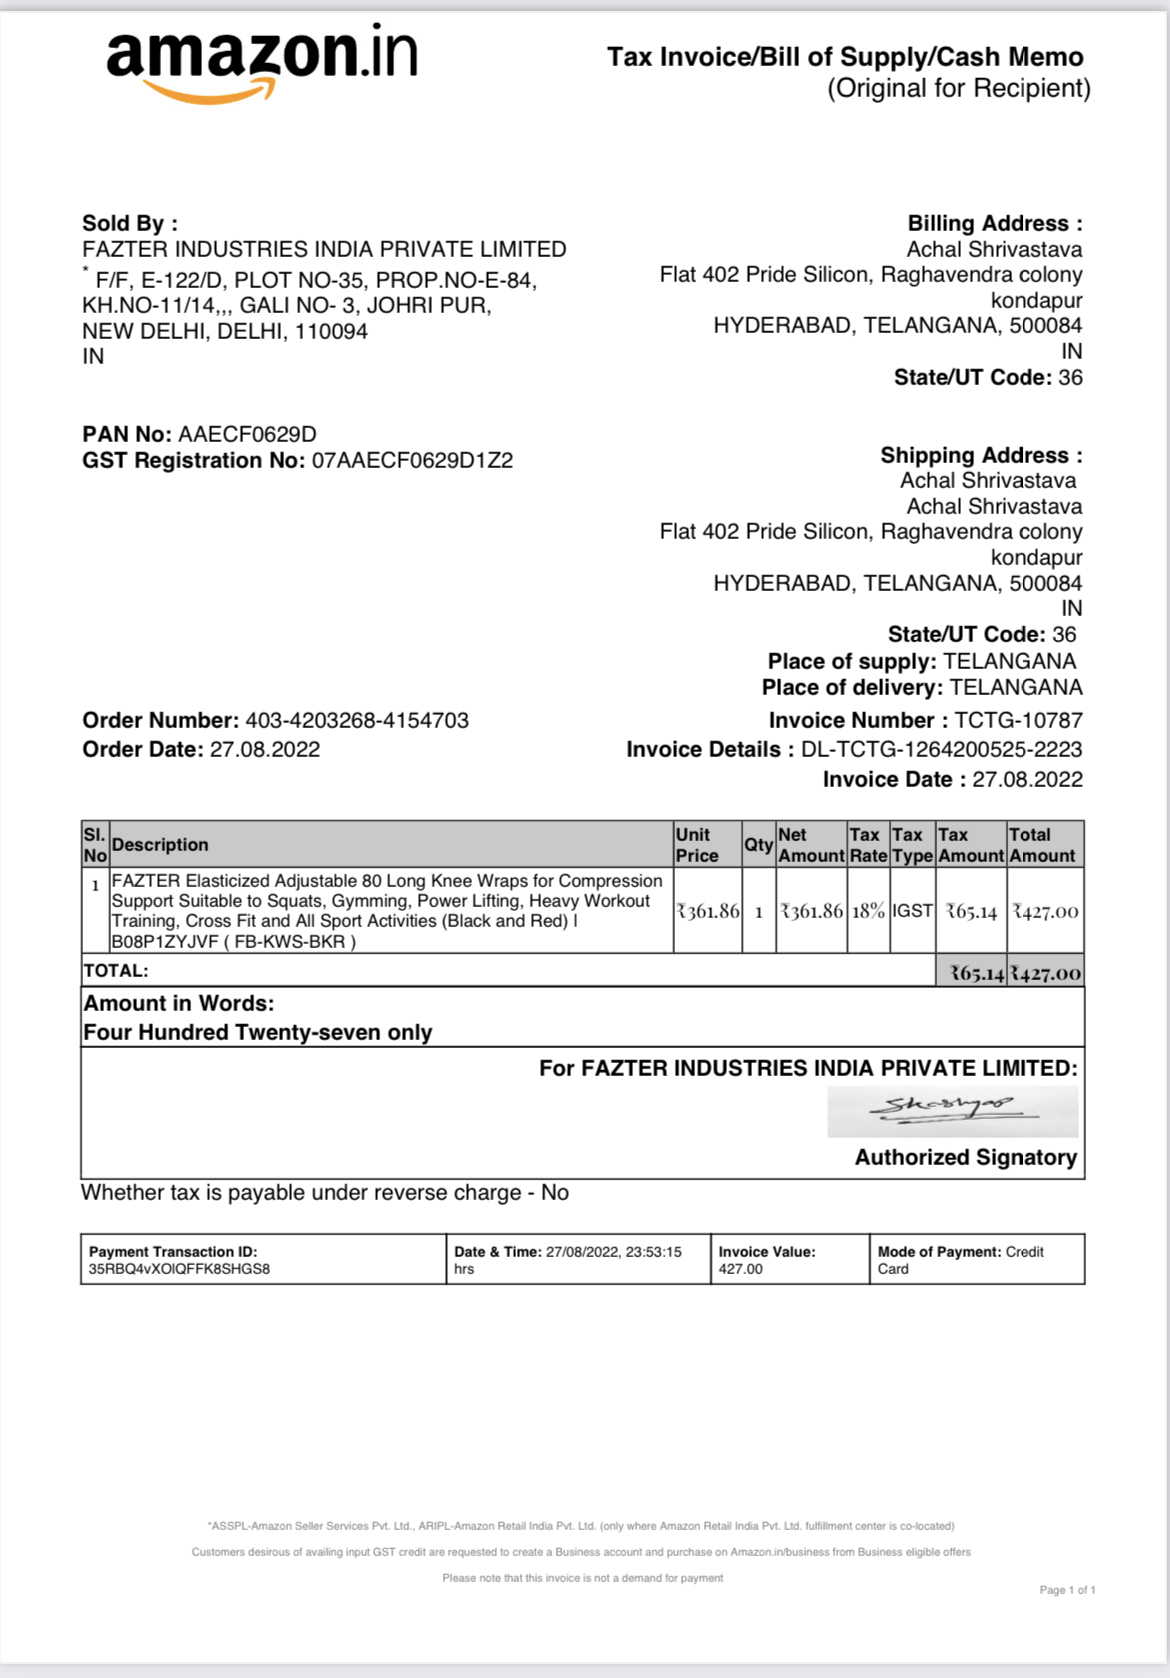 amazon.in
Tax Invoice/Bill of Supply/Cash Memo
(Original for Recipient)
Sold By :
FAZTER INDUSTRIES INDIA PRIVATE LIMITED
* F/F, E-122/D, PLOT NO-35, PROP.NO-E-84,
KH.NO-11/14,,, GALI NO- 3, JOHRI PUR,
NEW DELHI, DELHI, 110094
IN
PAN No: AAECF0629D
GST Registration No: 07AAECF0629D1Z2
Billing Address :
Achal Shrivastava
Flat 402 Pride Silicon, Raghavendra colony
kondapur
HYDERABAD, TELANGANA, 500084
IN
State/UT Code: 36
Shipping Address :
Achal Shrivastava
Achal Shrivastava
Flat 402 Pride Silicon, Raghavendra colony
kondapur
HYDERABAD, TELANGANA, 500084
IN
State/UT Code: 36
Place of supply: TELANGANA
Place of delivery: TELANGANA
Order Number: 403-4203268-4154703
Order Date: 27.08.2022
Invoice Number : TCTG-10787
Invoice Details : DL-TCTG-1264200525-2223
Invoice Date : 27.08.2022
Sl. No Description Unit Price Qty Net Amount Tax Rate Tax Type Tax Amount Total Amount
1 FAZTER Elasticized Adjustable 80 Long Knee Wraps for Compression
Support Suitable to Squats, Gymming, Power Lifting, Heavy Workout
Training, Cross Fit and All Sport Activities (Black and Red) |
B08P1ZYJVF ( FB-KWS-BKR )
₹361.86 1 ₹361.86 18% IGST ₹65.14 ₹427.00
TOTAL: ₹65.14 ₹427.00
Amount in Words:
Four Hundred Twenty-seven only
For FAZTER INDUSTRIES INDIA PRIVATE LIMITED:
Authorized Signatory
Whether tax is payable under reverse charge - No
Payment Transaction ID:
35RBQ4vXOlQFFK8SHGS8
Date & Time: 27/08/2022, 23:53:15
hrs
Invoice Value:
427.00
Mode of Payment: Credit
Card
*ASSPL-Amazon Seller Services Pvt. Ltd., ARIPL-Amazon Retail India Pvt. Ltd. (only where Amazon Retail India Pvt. Ltd. fulfillment center is co-located)
Customers desirous of availing input GST credit are requested to create a Business account and purchase on Amazon.in/business from Business eligible offers
Please note that this invoice is not a demand for payment
Page 1 of 1